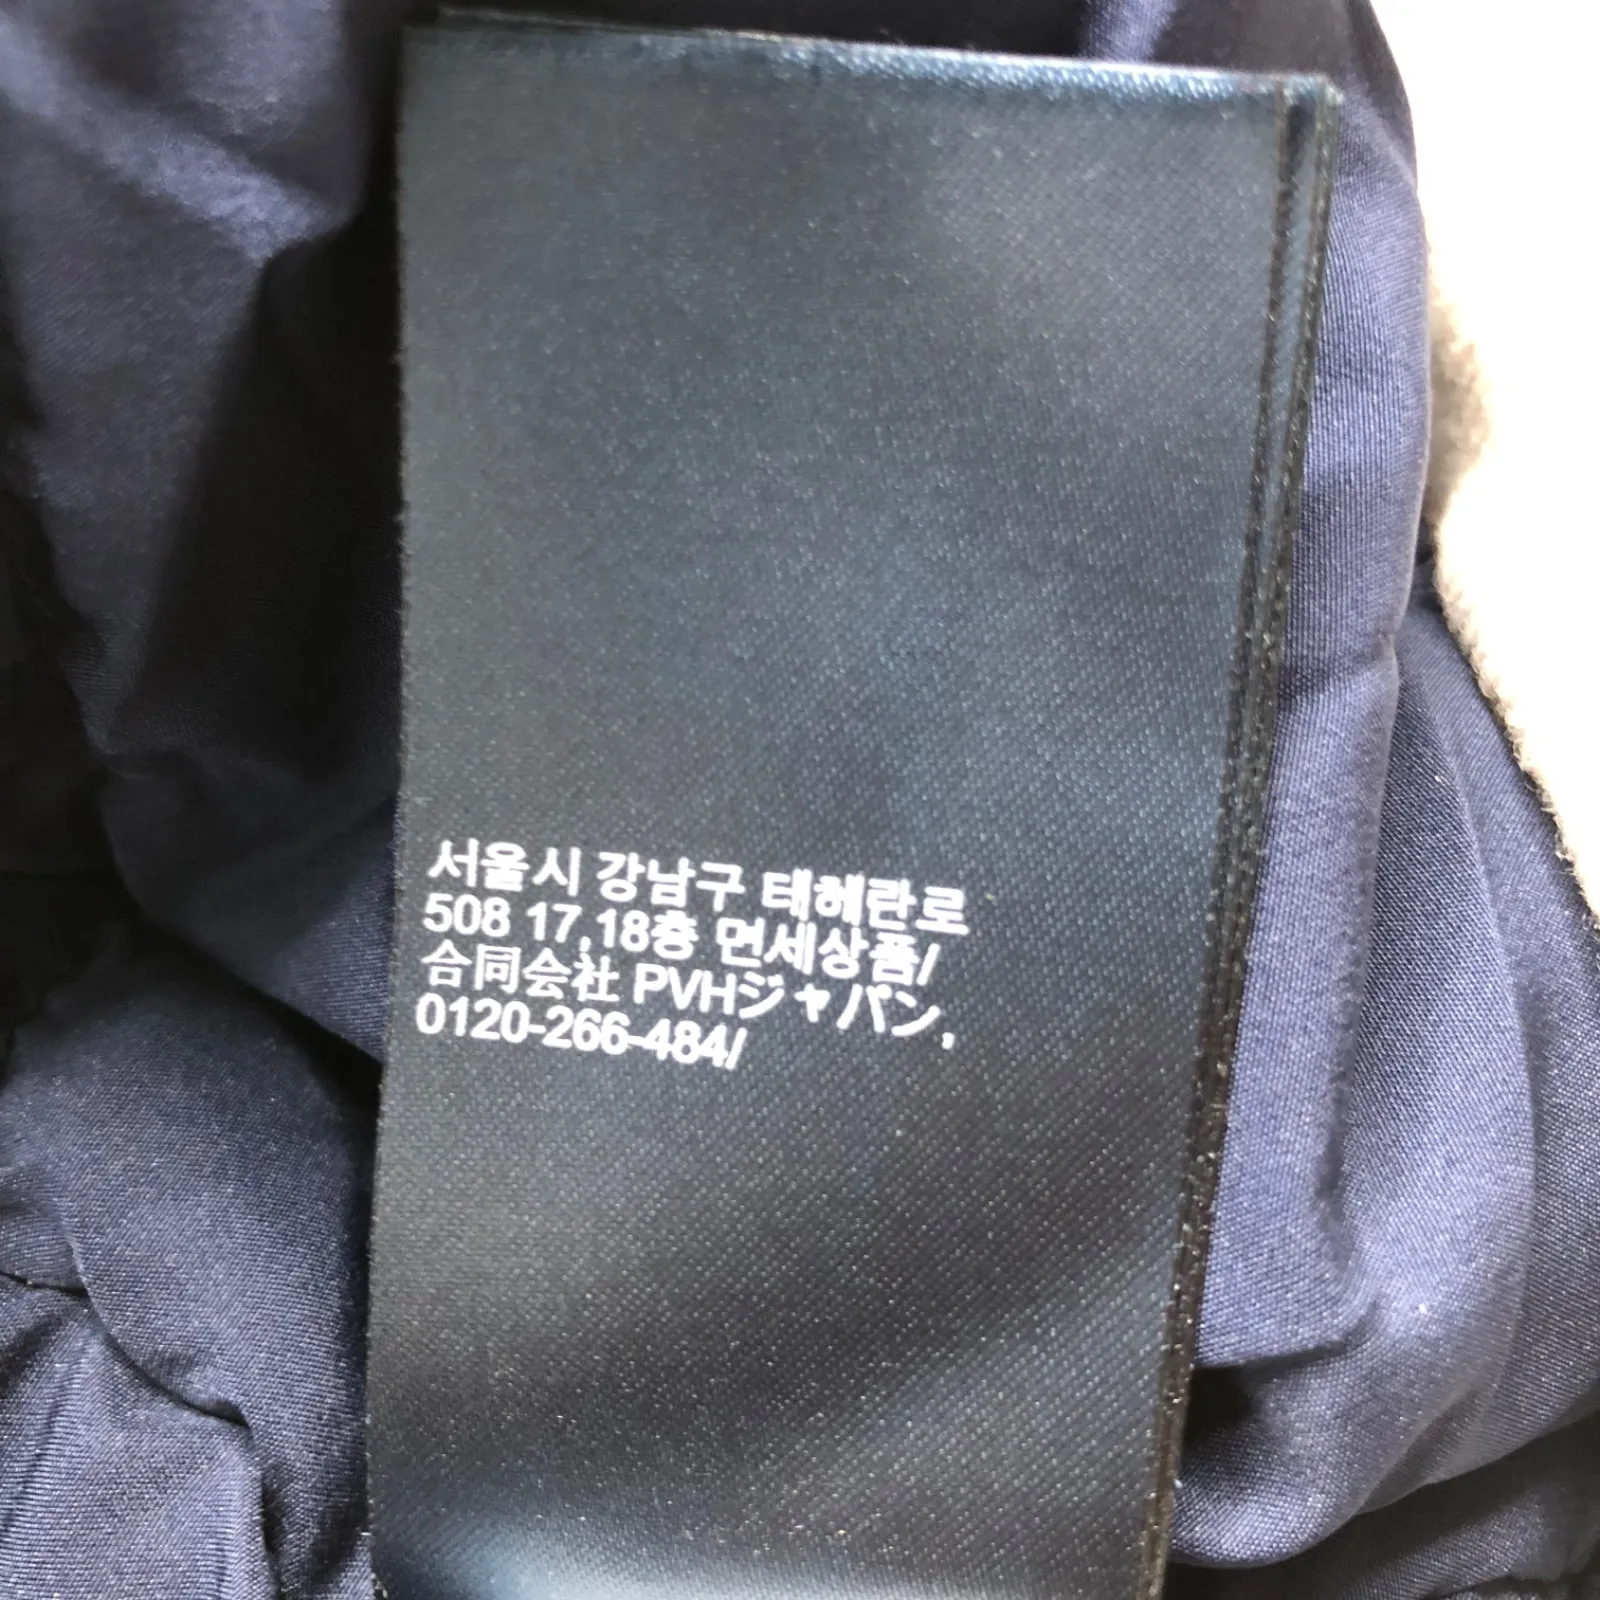 서울시 강남구 테헤란로
508 17,18층 면세상품/
合同会社 PVHジャパン,
0120-266-484/